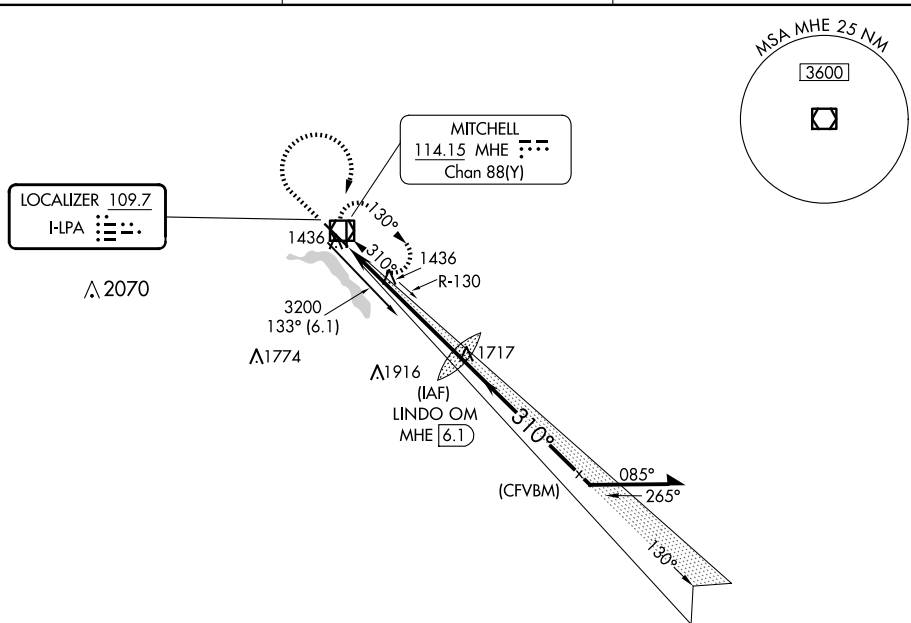 MSA MHE 25 NM
3600
MITCHELL
114.15 MHE
Chan 88(Y)
LOCALIZER 109.7
I-LPA
130°
1436
310°
1436
R-130
2070
3200
133° (6.1)
1774
1717
1916
(IAF)
LINDO OM
MHE 6.1
310°
085°
265°
(CFVBM)
130°